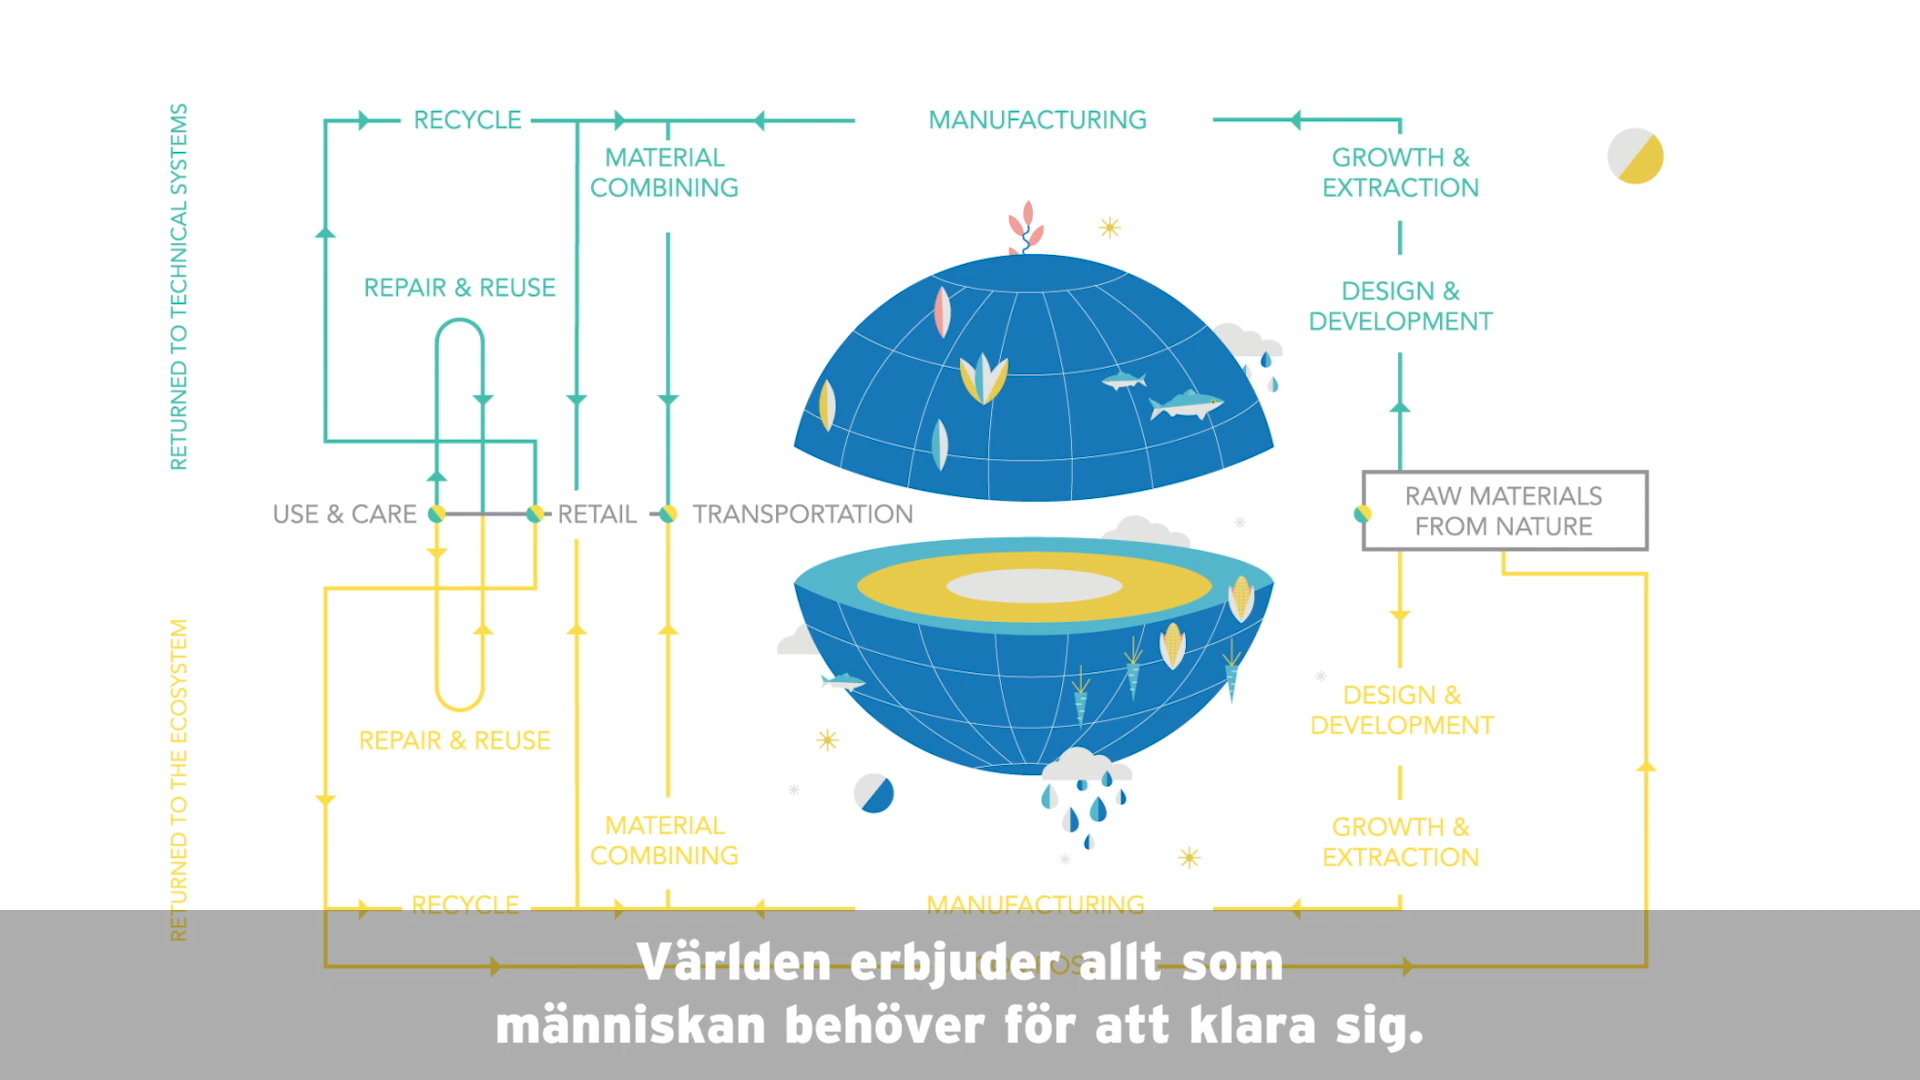 RETURNED TO TECHNICAL SYSTEMS
RECYCLE
MANUFACTURING
MATERIAL
COMBINING
GROWTH &
EXTRACTION
REPAIR & REUSE
DESIGN &
DEVELOPMENT
USE & CARE
RETAIL
TRANSPORTATION
RAW MATERIALS
FROM NATURE
RETURNED TO THE ECOSYSTEM
REPAIR & REUSE
DESIGN &
DEVELOPMENT
MATERIAL
COMBINING
GROWTH &
EXTRACTION
RECYCLE
MANUFACTURING
Världen erbjuder allt som
människan behöver för att klara sig.